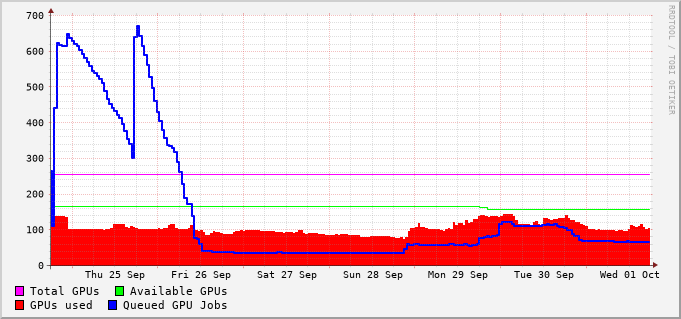 700
600
500
400
300
200
100
0
Thu 25 Sep Fri 26 Sep Sat 27 Sep Sun 28 Sep Mon 29 Sep Tue 30 Sep Wed 01 Oct
Total GPUs Available GPUs
GPUs used Queued GPU Jobs
RRDTOOL / TOBI OETIKER